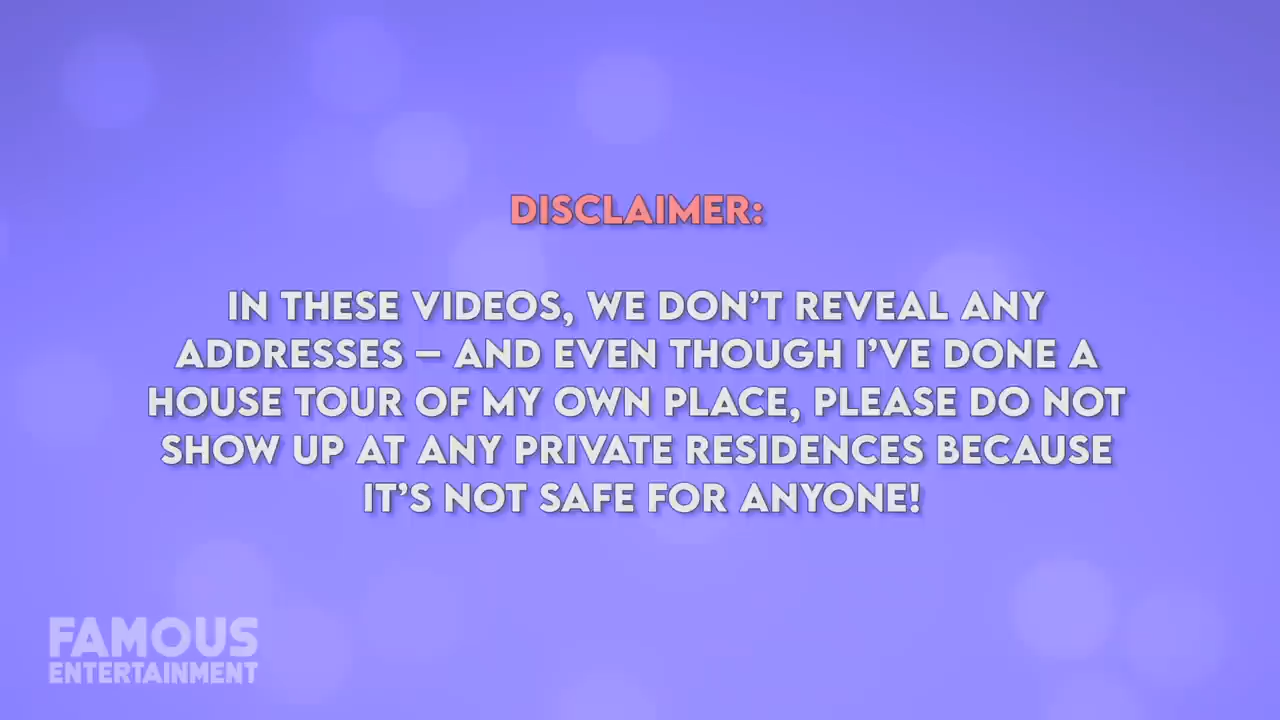 DISCLAIMER:
IN THESE VIDEOS, WE DON'T REVEAL ANY
ADDRESSES – AND EVEN THOUGH I'VE DONE A
HOUSE TOUR OF MY OWN PLACE, PLEASE DO NOT
SHOW UP AT ANY PRIVATE RESIDENCES BECAUSE
IT'S NOT SAFE FOR ANYONE!
FAMOUS
ENTERTAINMENT